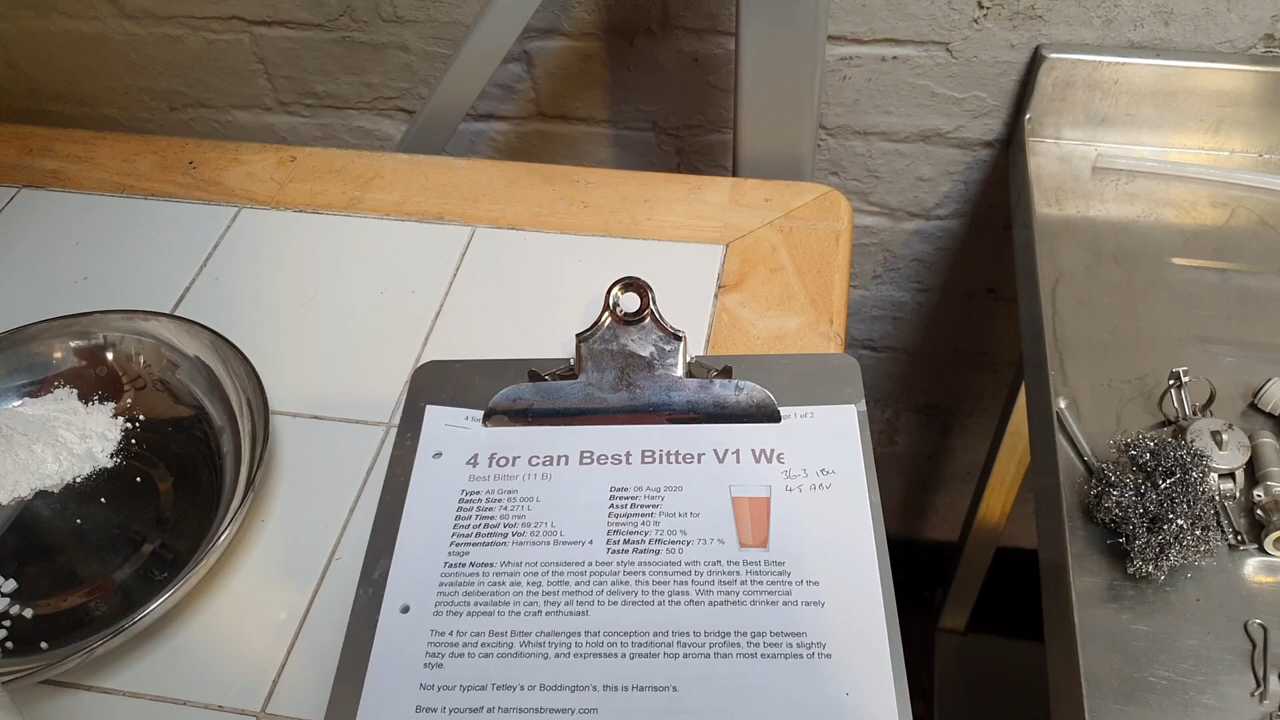 4 for
ge 1 of 2
4 for can Best Bitter V1 We
Best Bitter (11 B)
36.3 IBU
4.5 ABV
Type: All Grain
Batch Size: 65.000 L
Boil Size: 74.271 L
Boil Time: 60 min
End of Boil Vol: 69.271 L
Final Bottling Vol: 62.000 L
Fermentation: Harrisons Brewery 4
stage
Date: 06 Aug 2020
Brewer: Harry
Asst Brewer:
Equipment: Pilot kit for
brewing 40 ltr
Efficiency: 72.00 %
Est Mash Efficiency: 73.7 %
Taste Rating: 50.0
Taste Notes: Whist not considered a beer style associated with craft, the Best Bitter
continues to remain one of the most popular beers consumed by drinkers. Historically
available in cask ale, keg, bottle, and can alike, this beer has found itself at the centre of the
much deliberation on the best method of delivery to the glass. With many commercial
products available in can, they all tend to be directed at the often apathetic drinker and rarely
do they appeal to the craft enthusiast.
The 4 for can Best Bitter challenges that conception and tries to bridge the gap between
morose and exciting. Whilst trying to hold on to traditional flavour profiles, the beer is slightly
hazy due to can conditioning, and expresses a greater hop aroma than most examples of the
style.
Not your typical Tetley's or Boddington's, this is Harrison's.
Brew it yourself at harrisonsbrewery.com